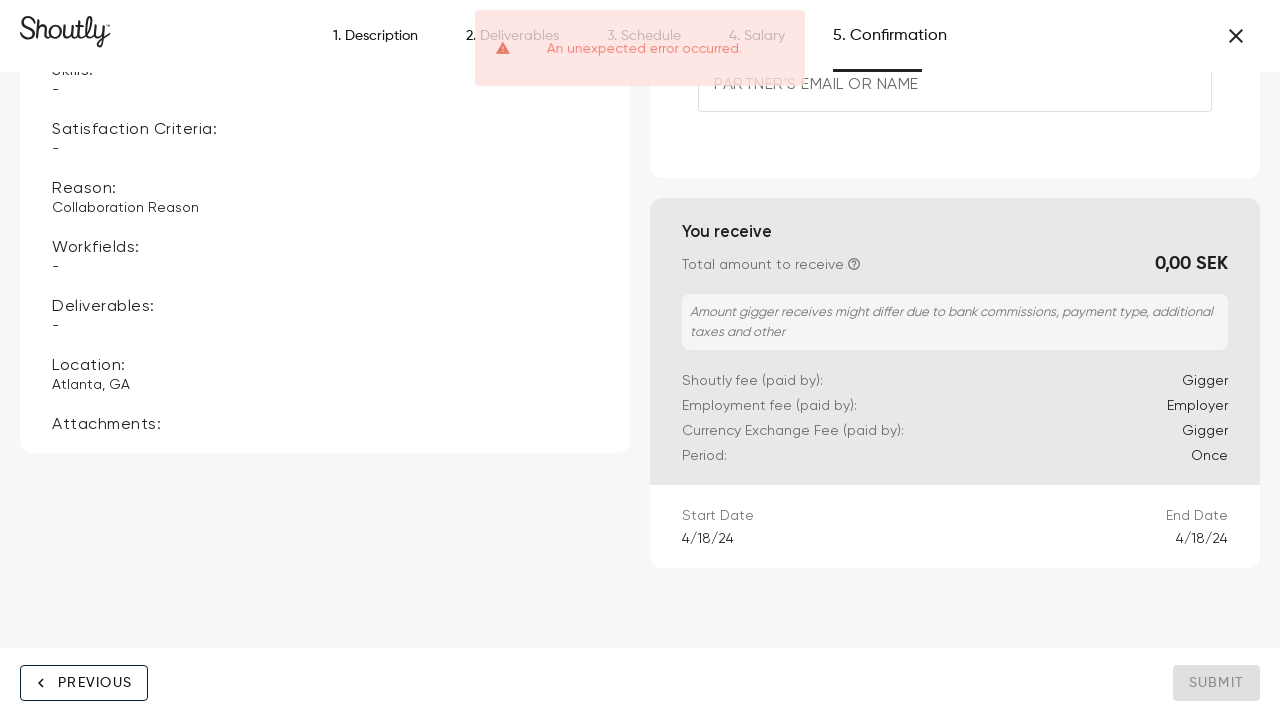 Shoutly™
1. Description
2. Deliverables
3. Schedule
4. Salary
5. Confirmation
An unexpected error occurred.
Skills:
-
Satisfaction Criteria:
-
Reason:
Collaboration Reason
Workfields:
-
Deliverables:
-
Location:
Atlanta, GA
Attachments:
PARTNER'S EMAIL OR NAME
You receive
Total amount to receive
0,00 SEK
Amount gigger receives might differ due to bank commissions, payment type, additional
taxes and other
Shoutly fee (paid by): Gigger
Employment fee (paid by): Employer
Currency Exchange Fee (paid by): Gigger
Period: Once
Start Date End Date
4/18/24 4/18/24
PREVIOUS
SUBMIT